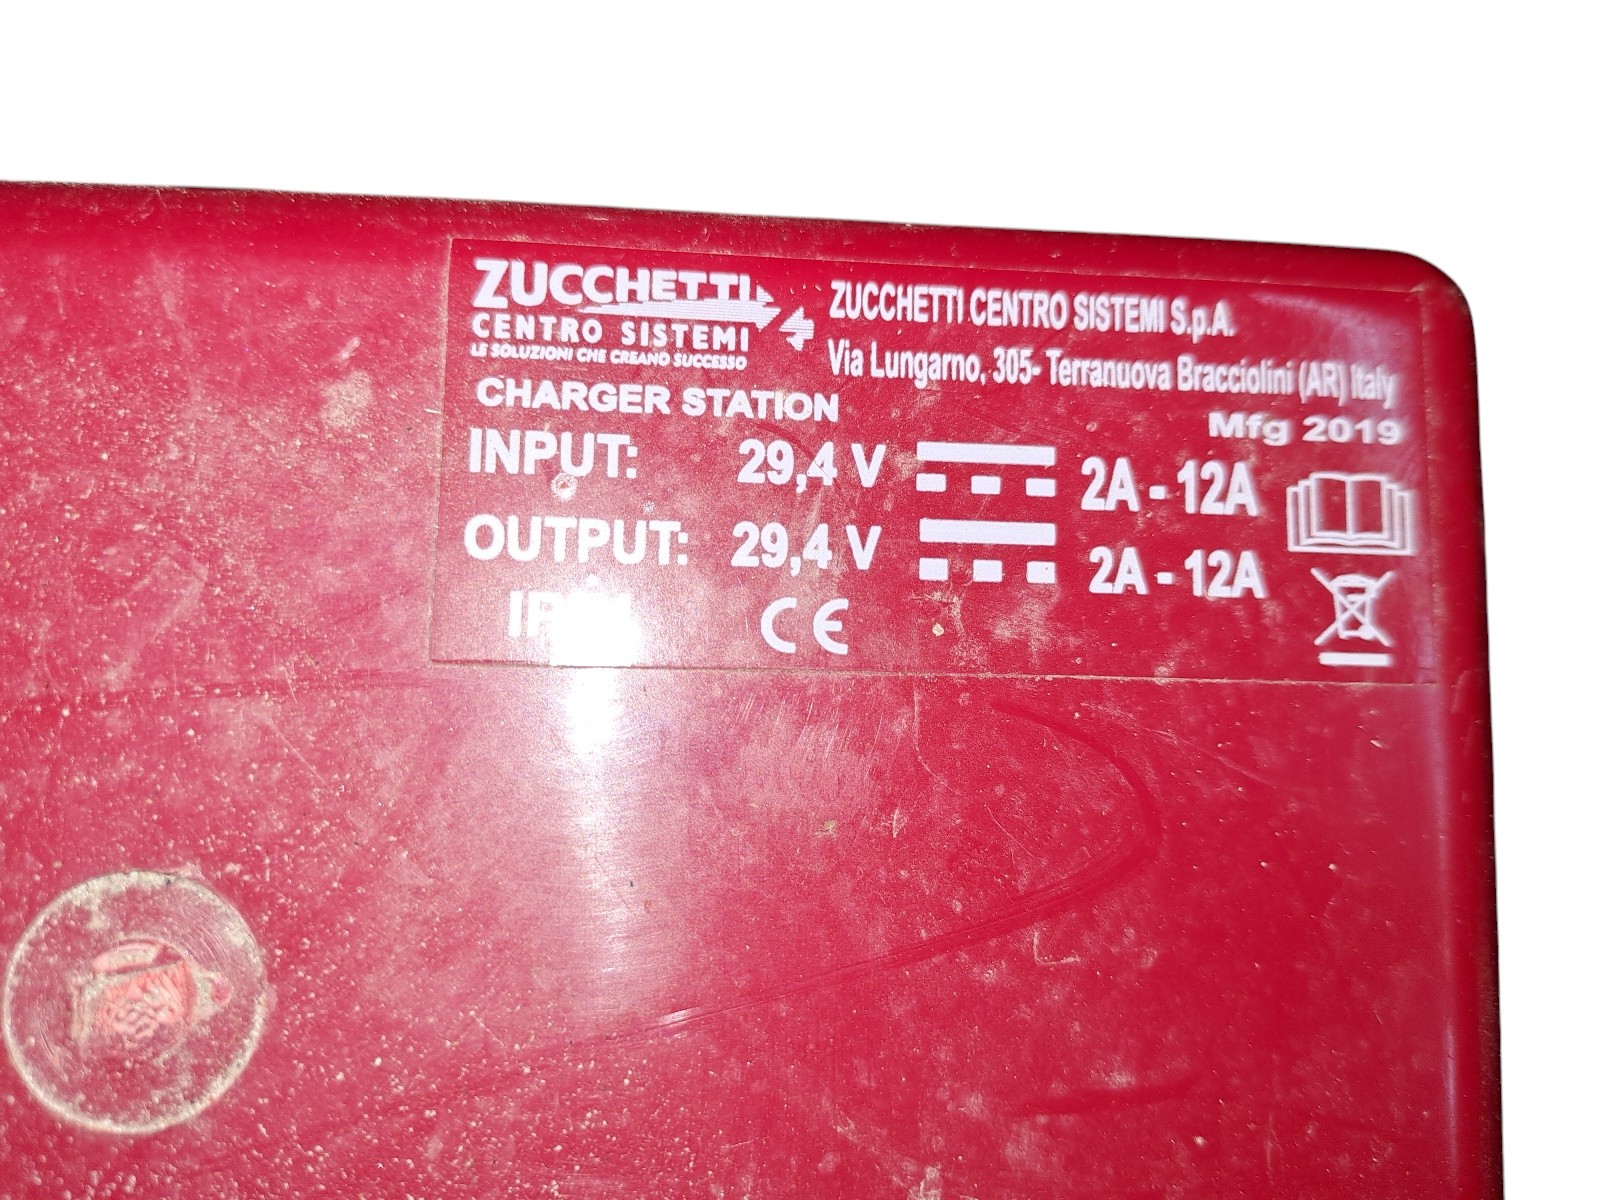 ZUCCHETTI
CENTRO SISTEMI
LE SOLUZIONI CHE CREANO SUCCESSO
ZUCCHETTI CENTRO SISTEMI S.p.A.
Via Lungarno, 305- Terranuova Bracciolini (AR) Italy
Mfg 2019
CHARGER STATION
INPUT: 29,4 V 2A - 12A
OUTPUT: 29,4 V 2A - 12A
CE